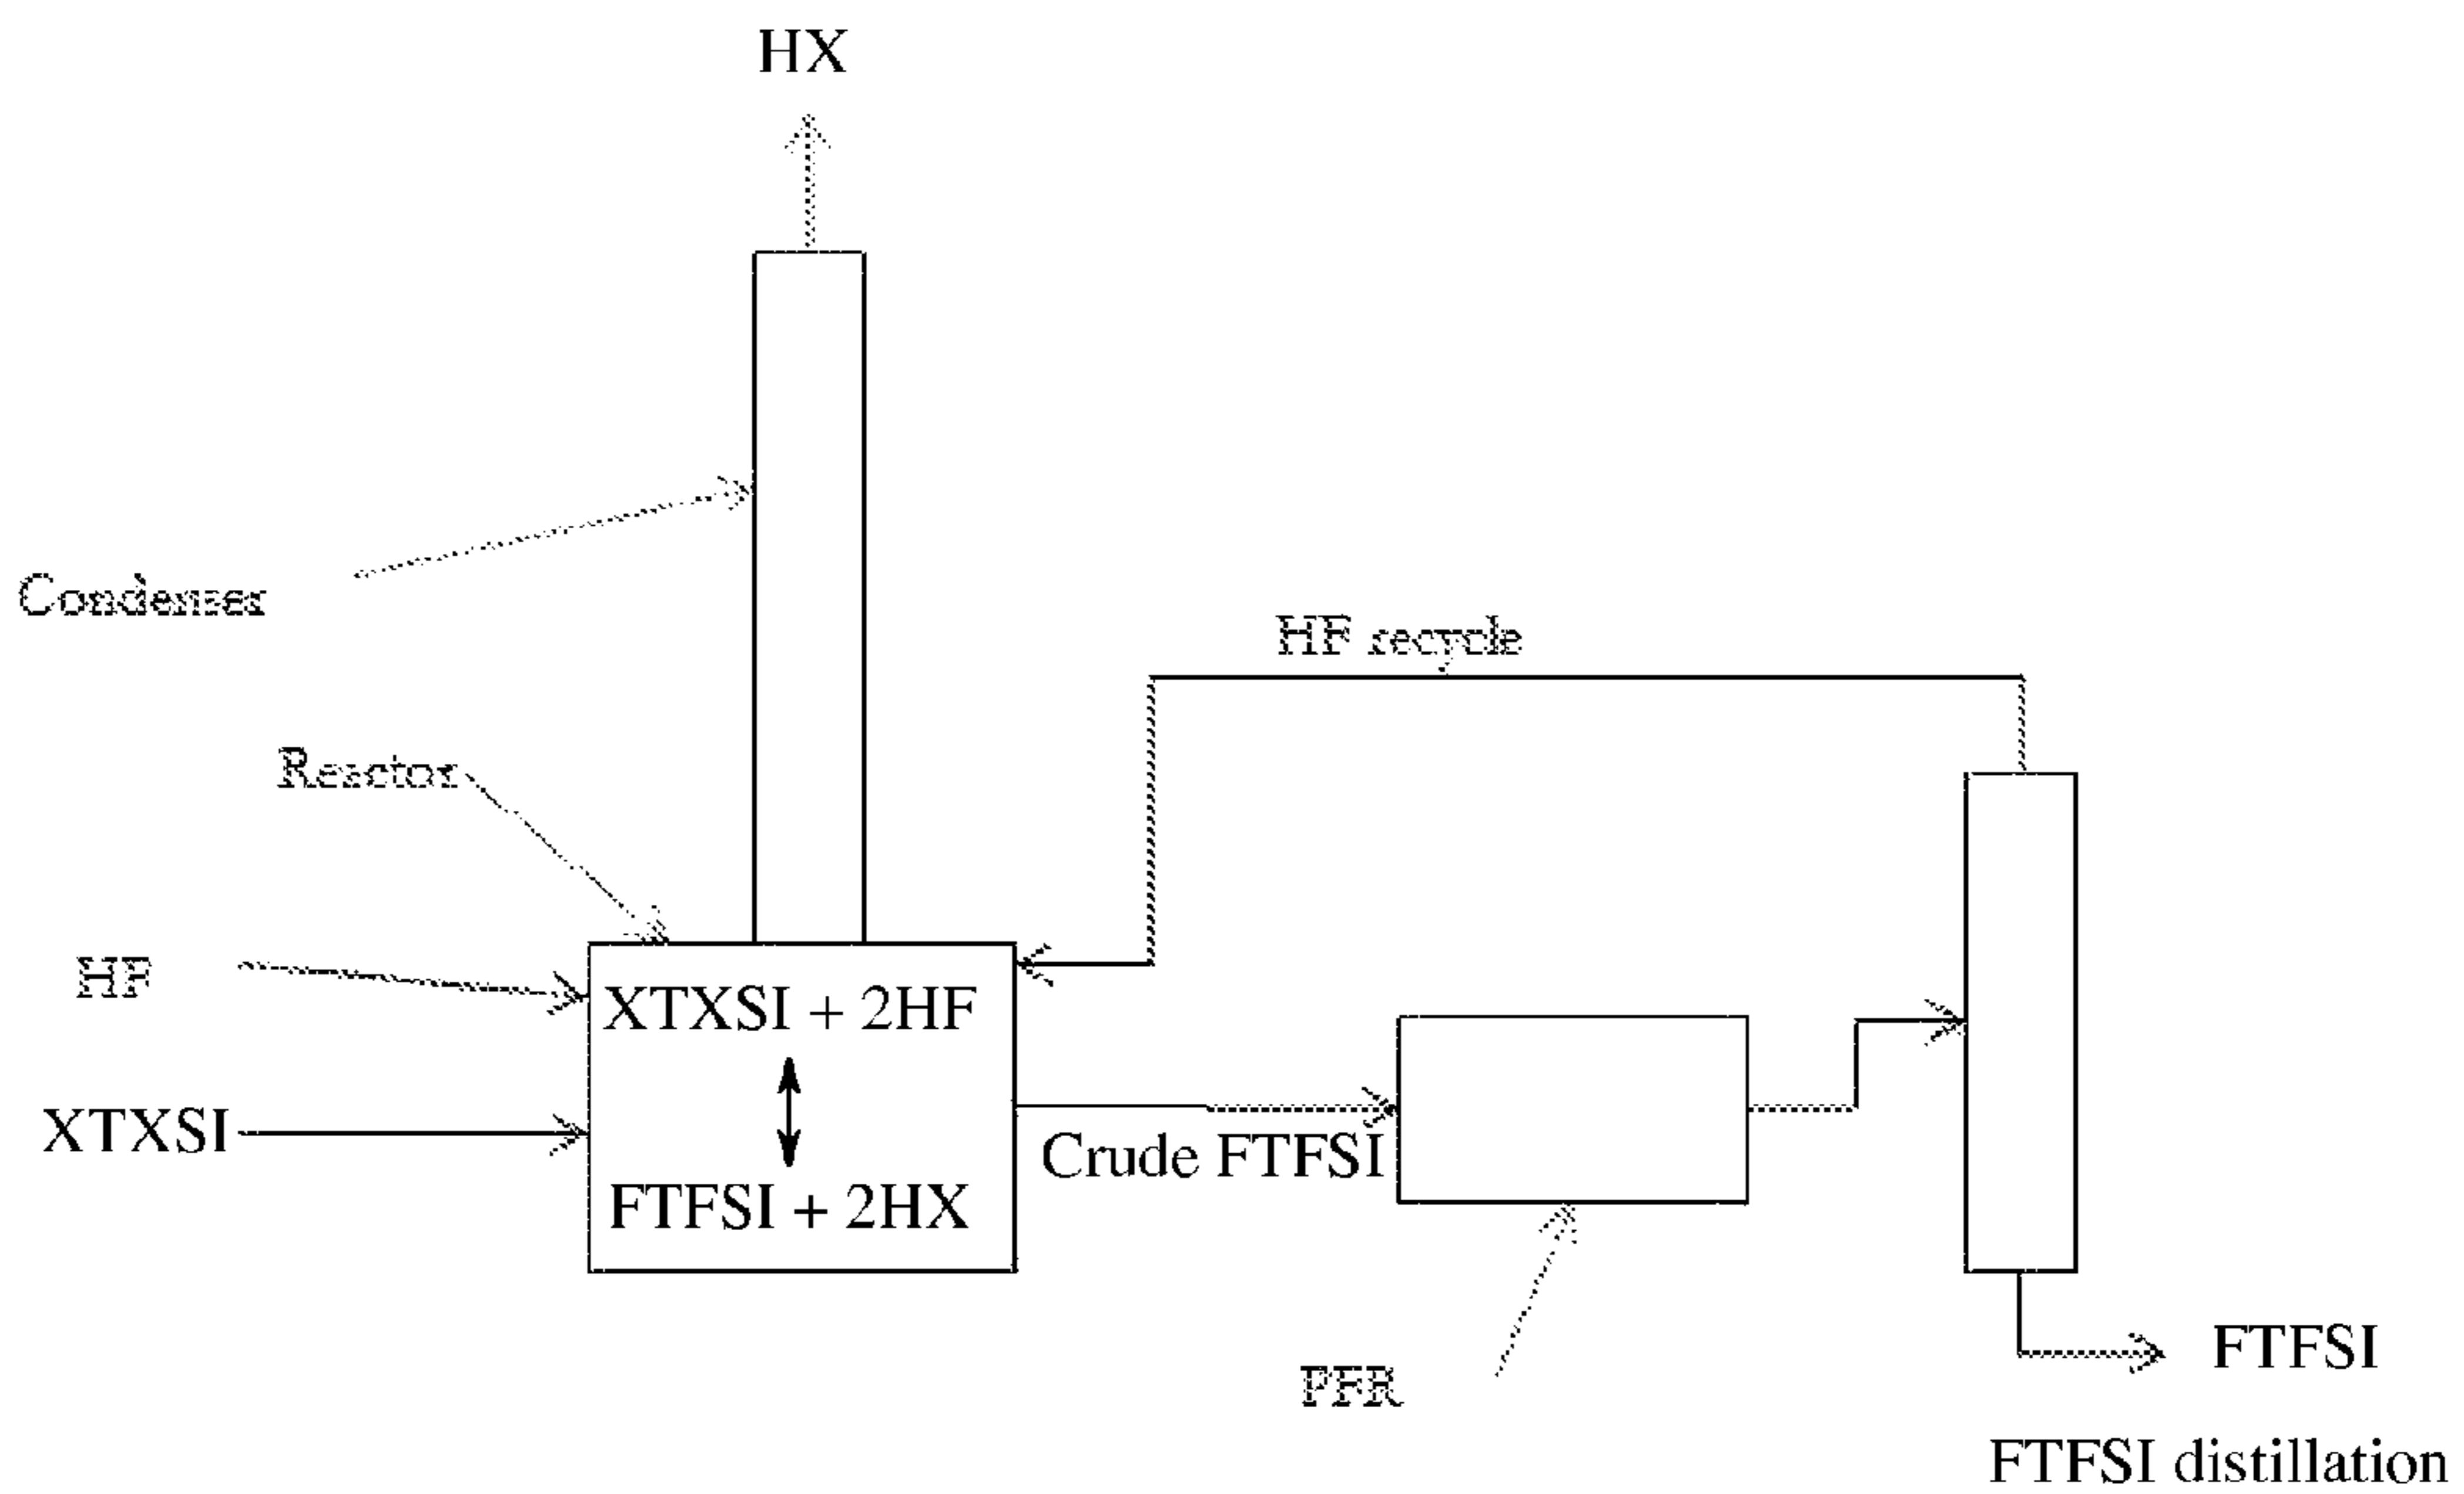 HX
Condenser
HF recycle
Reactor
HF
XTXSI + 2HF
XTXSI
Crude FTFSI
FTFSI + 2HX
FTFSI
PFR
FTFSI distillation